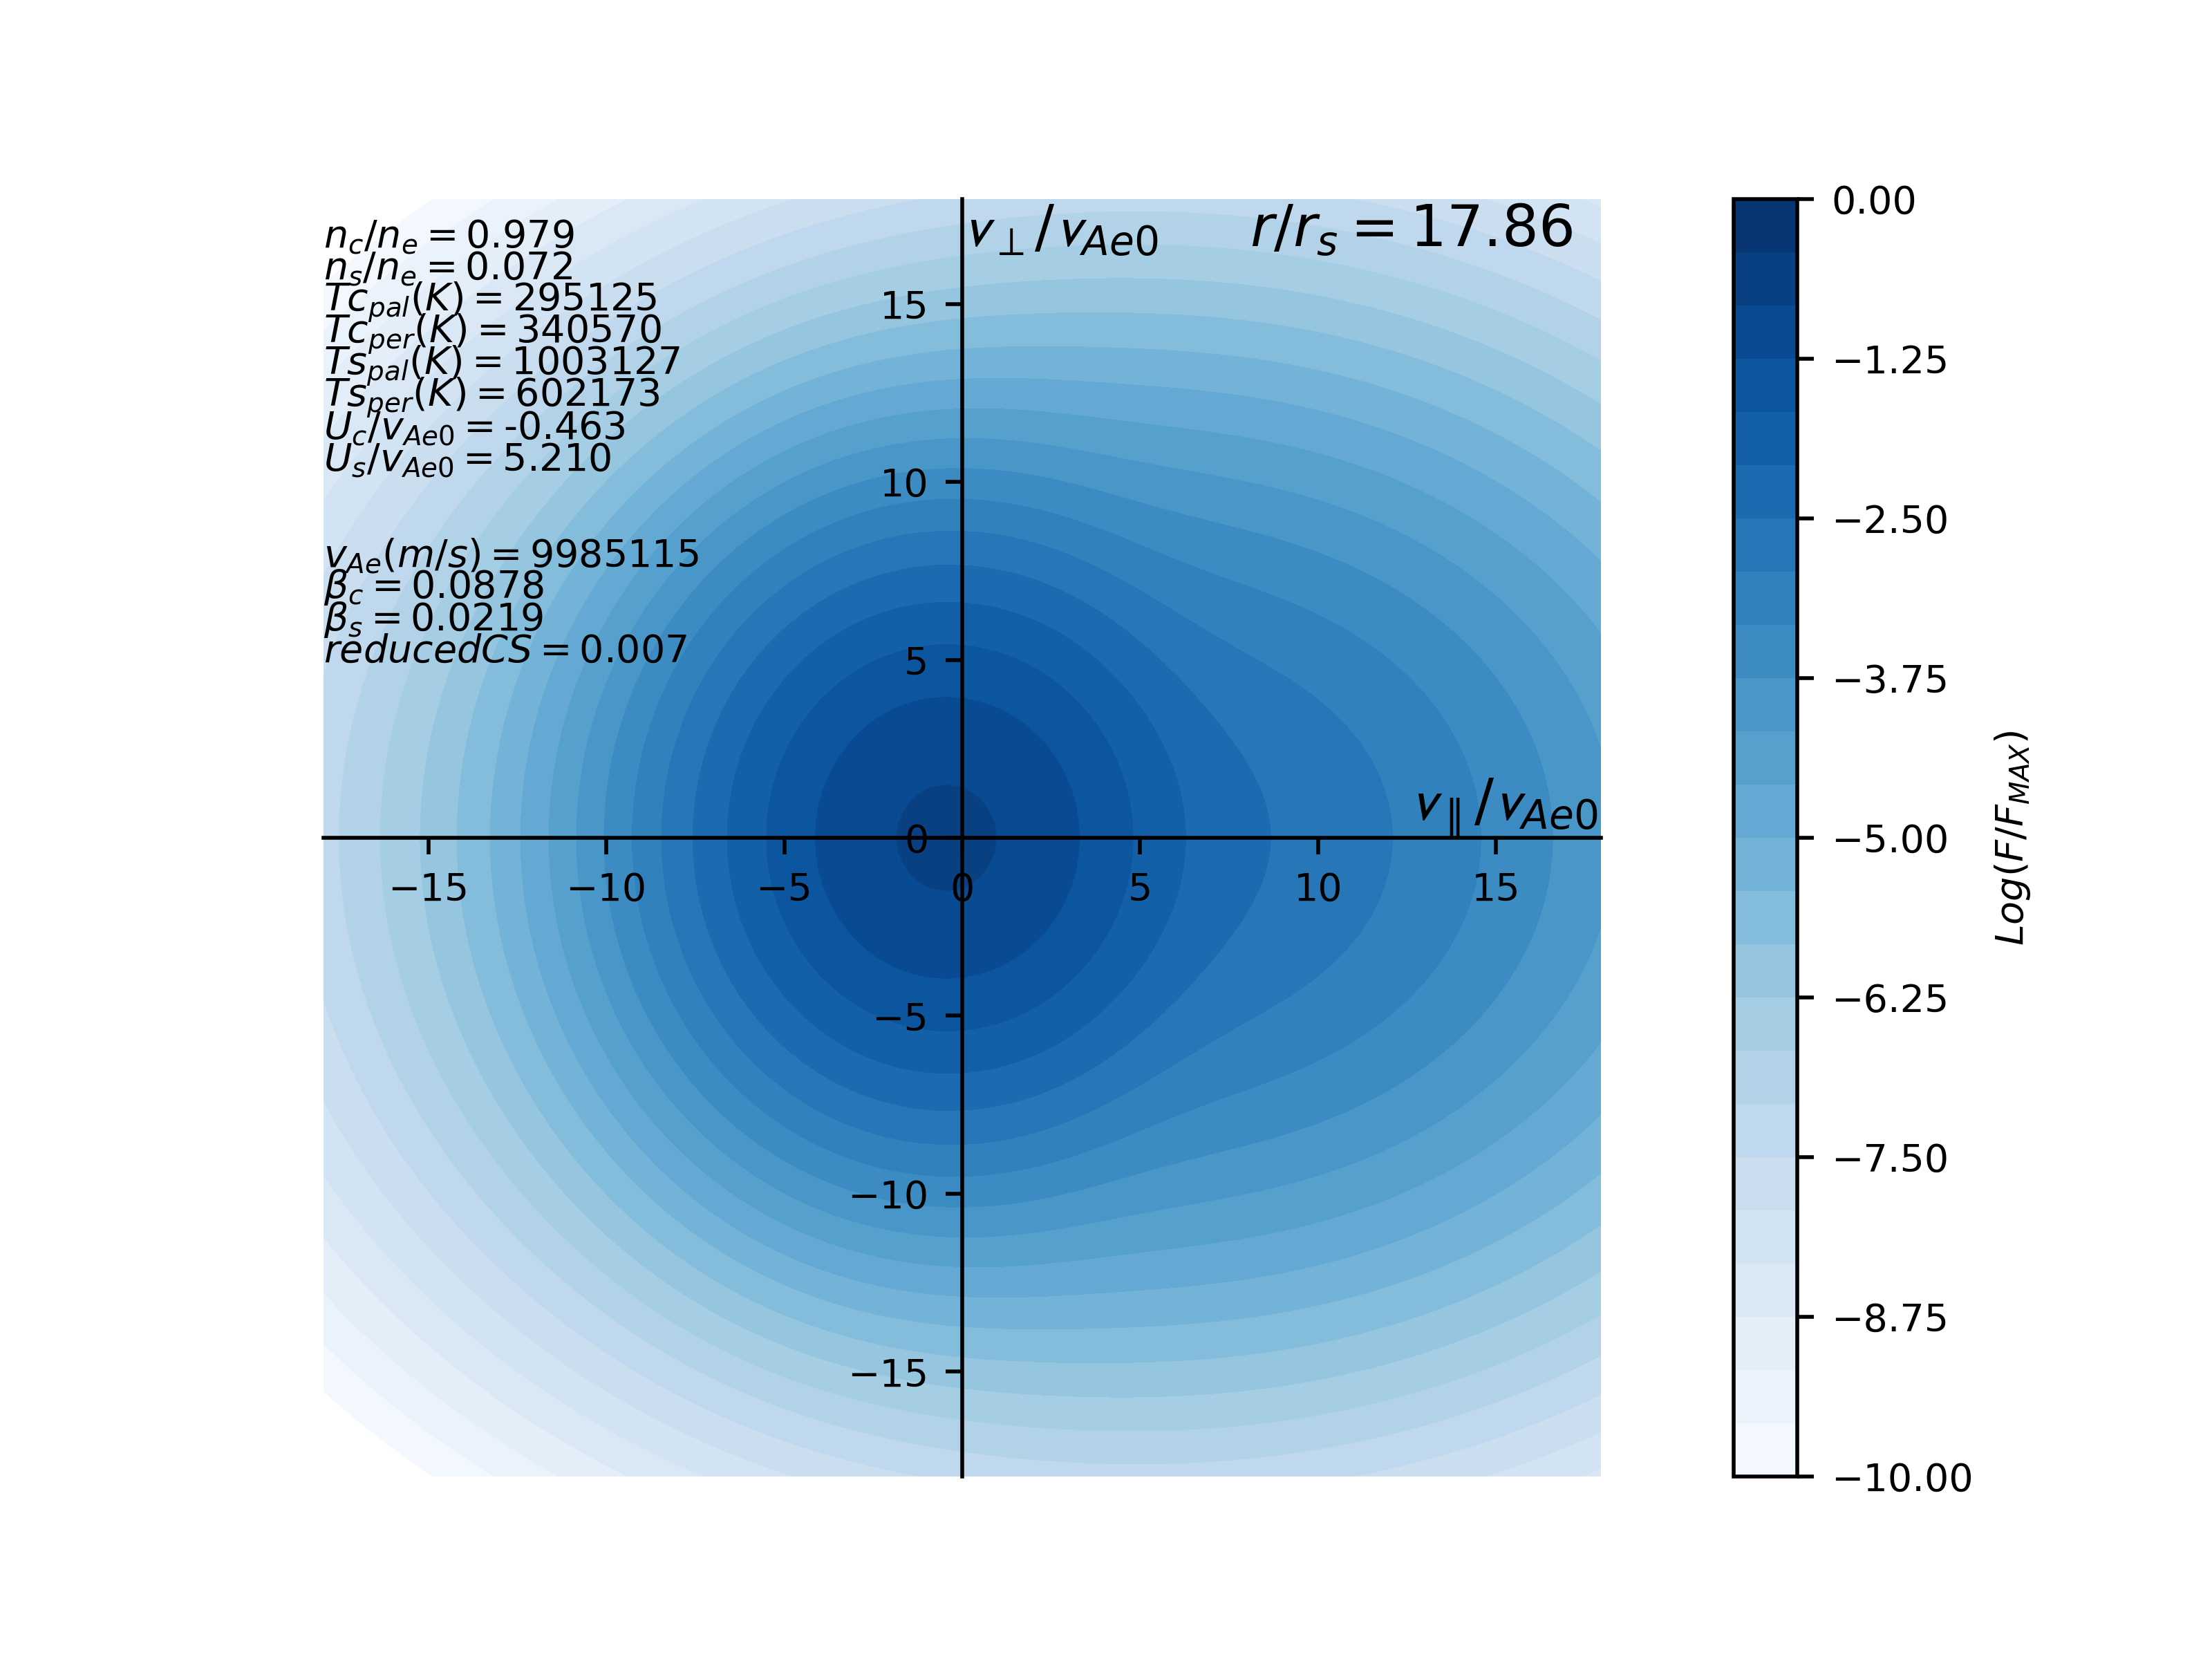 n_c/n_e = 0.979
n_s/n_e = 0.072
Tc_pal(K) = 295125
Tc_per(K) = 340570
Ts_pal(K) = 1003127
Ts_per(K) = 602173
U_c/v_Ae0 = -0.463
U_s/v_Ae0 = 5.210
v_Ae(m/s) = 9985115
β_c = 0.0878
β_s = 0.0219
reducedCS = 0.007
v_⊥/v_Ae0
r/r_s = 17.86
15
10
5
0
−5
−10
−15
v_∥/v_Ae0
−15 −10 −5 0 5 10 15
0.00
−1.25
−2.50
−3.75
−5.00
−6.25
−7.50
−8.75
−10.00
Log(F/F_MAX)